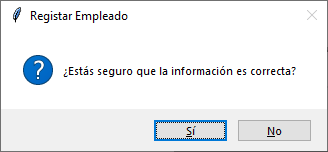 Registar Empleado
¿Estás seguro que la información es correcta?
Sí
No